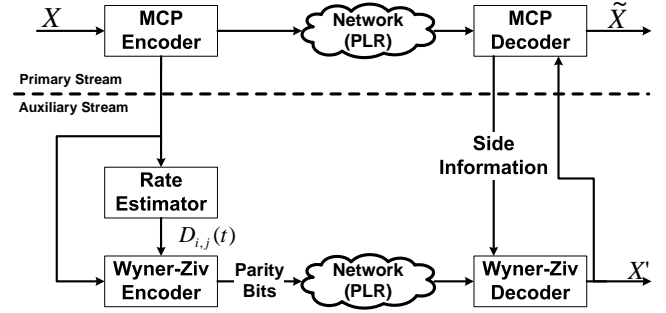 X
MCP
Encoder
Network
(PLR)
MCP
Decoder
X̃
Primary Stream
Auxiliary Stream
Side
Information
Rate
Estimator
D_{i,j}(t)
Wyner-Ziv
Encoder
Parity
Bits
Network
(PLR)
Wyner-Ziv
Decoder
X'